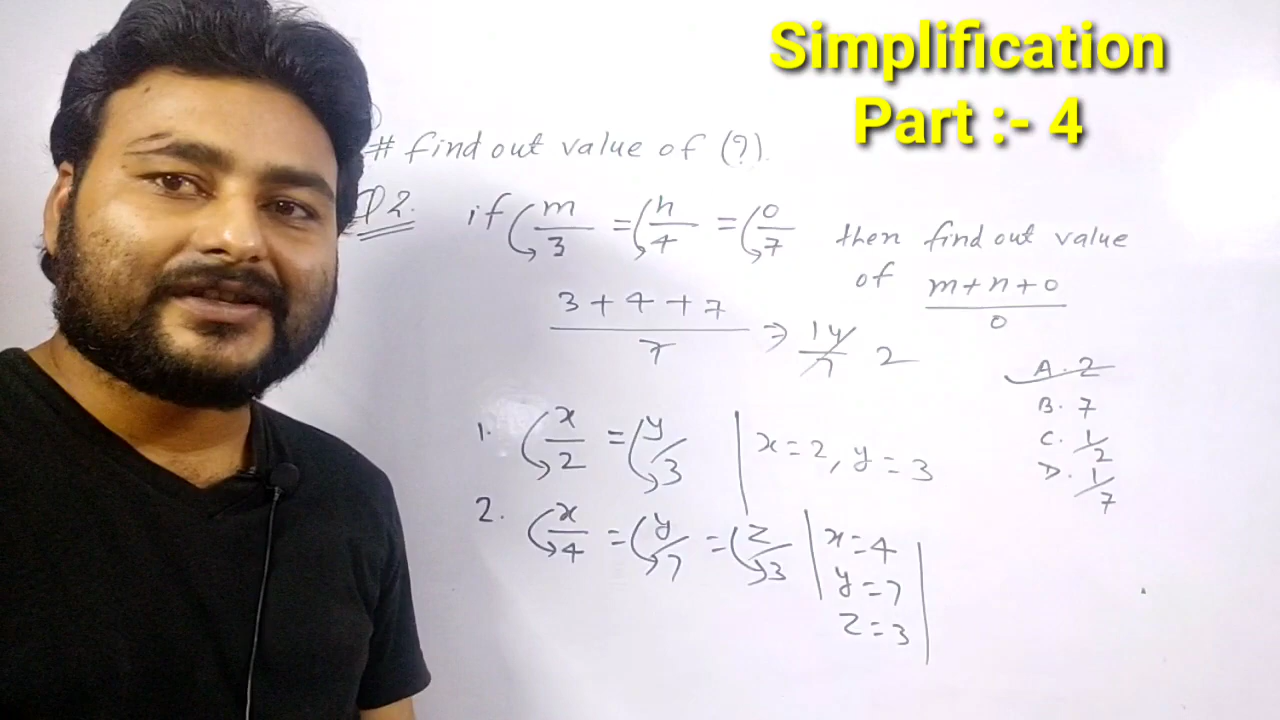 Simplification
Part :- 4
# find out value of (?).
Q2. if m/3 = n/4 = o/7 then find out value
of m+n+o/o
3+4+7/7 ⇒ 14/7 2
A. 2
B. 7
C. 1/2
D. 1/7
1. x/2 = y/3 | x=2, y=3
2. x/4 = y/7 = z/3 | x=4
y=7
z=3